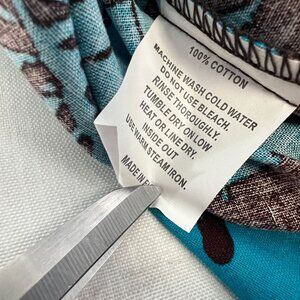 100% COTTON
MACHINE WASH COLD WATER
DO NOT USE BLEACH.
RINSE THOROUGHLY.
TUMBLE DRY ON LOW
HEAT OR LINE DRY.
INSIDE OUT
USE WARM STEAM IRON.
MADE IN